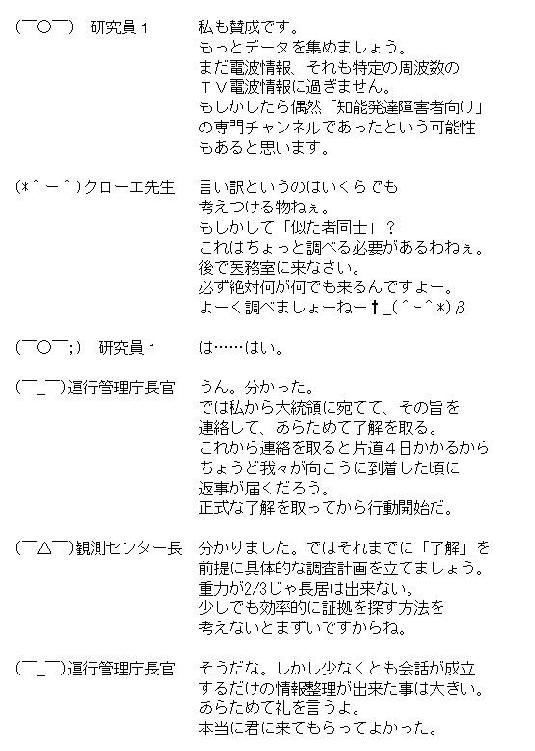 (￣○￣)　研究員１　　　私も賛成です。
もっとデータを集めましょう。
まだ電波情報、それも特定の周波数の
ＴＶ電波情報に過ぎません。
もしかしたら偶然「知能発達障害者向け」
の専門チャンネルであったという可能性
もあると思います。
(*＾ー＾)クローエ先生　言い訳というのはいくらでも
考えつける物ねぇ。
もしかして「似た者同士」？
これはちょっと調べる必要があるわねぇ。
後で医務室に来なさい。
必ず絶対何が何でも来るんですよー。
よーく調べましょーねー✝_(＾-＾*)β
(￣○￣;)　研究員１　　は……はい。
(￣_￣)運行管理庁長官　うん。分かった。
では私から大統領に宛てて、その旨を
連絡して、あらためて了解を取る。
これから連絡を取ると片道４日かかるから
ちょうど我々が向こうに到着した頃に
返事が届くだろう。
正式な了解を取ってから行動開始だ。
(￣△￣)観測センター長　分かりました。ではそれまでに「了解」を
前提に具体的な調査計画を立てましょう。
重力が2/3じゃ長居は出来ない。
少しでも効率的に証拠を探す方法を
考えないとまずいですからね。
(￣_￣)運行管理庁長官　そうだな。しかし少なくとも会話が成立
するだけの情報整理が出来た事は大きい。
あらためて礼を言うよ。
本当に君に来てもらってよかった。